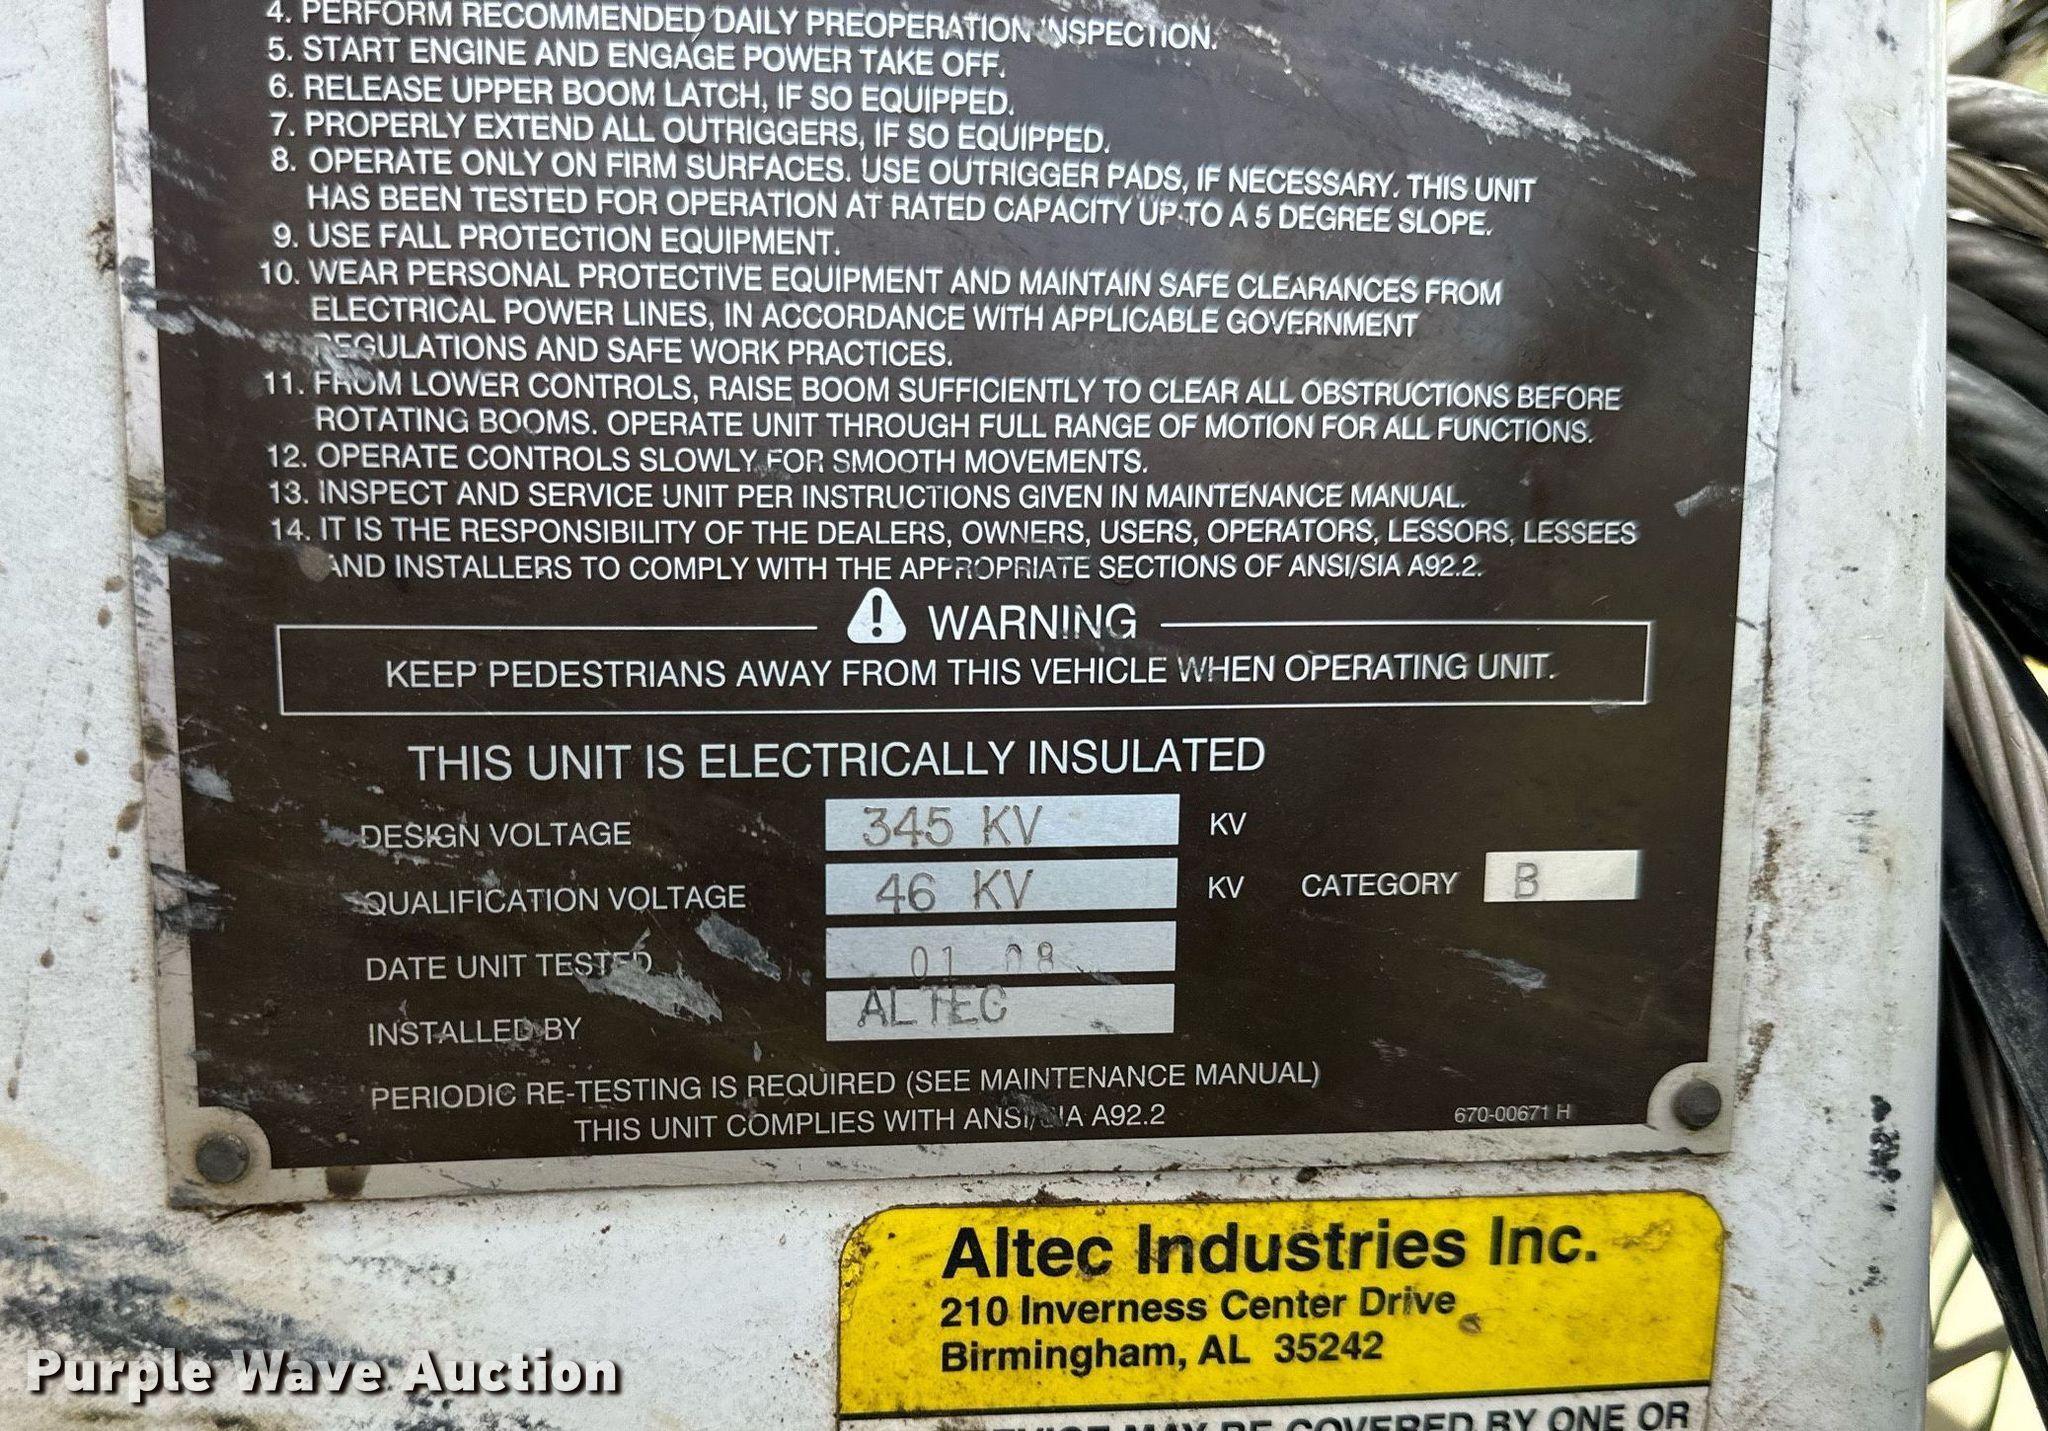 4. PERFORM RECOMMENDED DAILY PREOPERATION INSPECTION.
5. START ENGINE AND ENGAGE POWER TAKE OFF.
6. RELEASE UPPER BOOM LATCH, IF SO EQUIPPED.
7. PROPERLY EXTEND ALL OUTRIGGERS, IF SO EQUIPPED.
8. OPERATE ONLY ON FIRM SURFACES. USE OUTRIGGER PADS, IF NECESSARY. THIS UNIT
HAS BEEN TESTED FOR OPERATION AT RATED CAPACITY UP TO A 5 DEGREE SLOPE.
9. USE FALL PROTECTION EQUIPMENT.
10. WEAR PERSONAL PROTECTIVE EQUIPMENT AND MAINTAIN SAFE CLEARANCES FROM
ELECTRICAL POWER LINES, IN ACCORDANCE WITH APPLICABLE GOVERNMENT
REGULATIONS AND SAFE WORK PRACTICES.
11. FROM LOWER CONTROLS, RAISE BOOM SUFFICIENTLY TO CLEAR ALL OBSTRUCTIONS BEFORE
ROTATING BOOMS. OPERATE UNIT THROUGH FULL RANGE OF MOTION FOR ALL FUNCTIONS.
12. OPERATE CONTROLS SLOWLY FOR SMOOTH MOVEMENTS.
13. INSPECT AND SERVICE UNIT PER INSTRUCTIONS GIVEN IN MAINTENANCE MANUAL.
14. IT IS THE RESPONSIBILITY OF THE DEALERS, OWNERS, USERS, OPERATORS, LESSORS, LESSEES
AND INSTALLERS TO COMPLY WITH THE APPROPRIATE SECTIONS OF ANSI/SIA A92.2.
WARNING
KEEP PEDESTRIANS AWAY FROM THIS VEHICLE WHEN OPERATING UNIT.
THIS UNIT IS ELECTRICALLY INSULATED
DESIGN VOLTAGE 345 KV KV
QUALIFICATION VOLTAGE 46 KV KV CATEGORY B
DATE UNIT TESTED 01 08
INSTALLED BY ALTEC
PERIODIC RE-TESTING IS REQUIRED (SEE MAINTENANCE MANUAL)
THIS UNIT COMPLIES WITH ANSI/SIA A92.2
670-00671 H
Altec Industries Inc.
210 Inverness Center Drive
Birmingham, AL 35242
MAY BE COVERED BY ONE OR
Purple Wave Auction